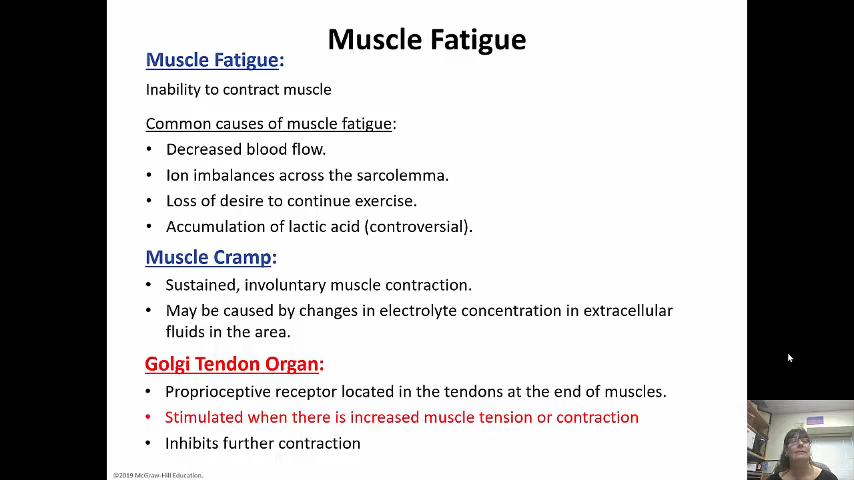 Muscle Fatigue
Muscle Fatigue:
Inability to contract muscle
Common causes of muscle fatigue:
• Decreased blood flow.
• Ion imbalances across the sarcolemma.
• Loss of desire to continue exercise.
• Accumulation of lactic acid (controversial).
Muscle Cramp:
• Sustained, involuntary muscle contraction.
• May be caused by changes in electrolyte concentration in extracellular
fluids in the area.
Golgi Tendon Organ:
• Proprioceptive receptor located in the tendons at the end of muscles.
• Stimulated when there is increased muscle tension or contraction
• Inhibits further contraction
©2019 McGraw-Hill Education.